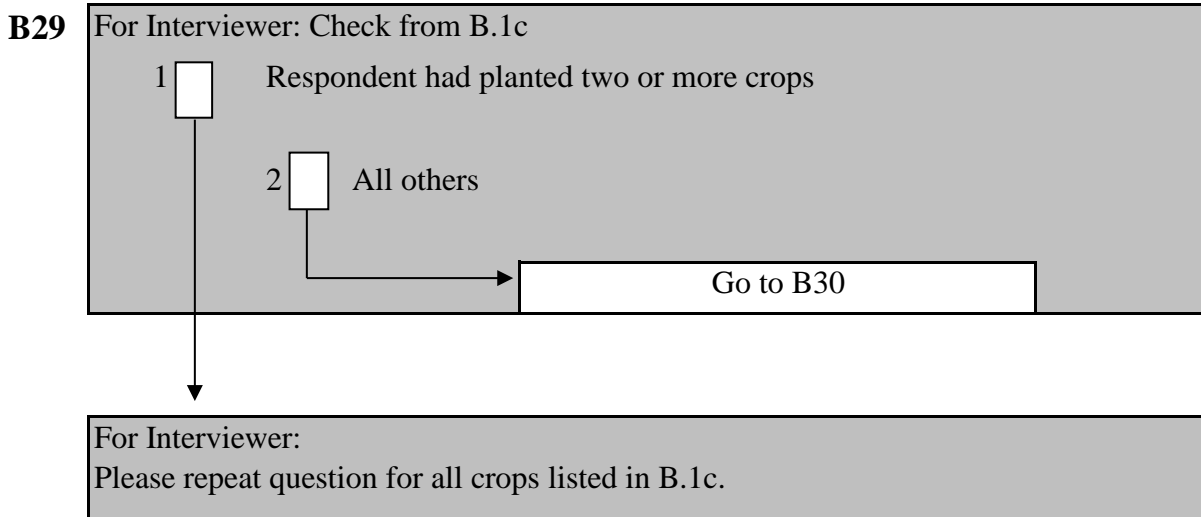 B29 For Interviewer: Check from B.1c
1 Respondent had planted two or more crops
2 All others
Go to B30
For Interviewer:
Please repeat question for all crops listed in B.1c.